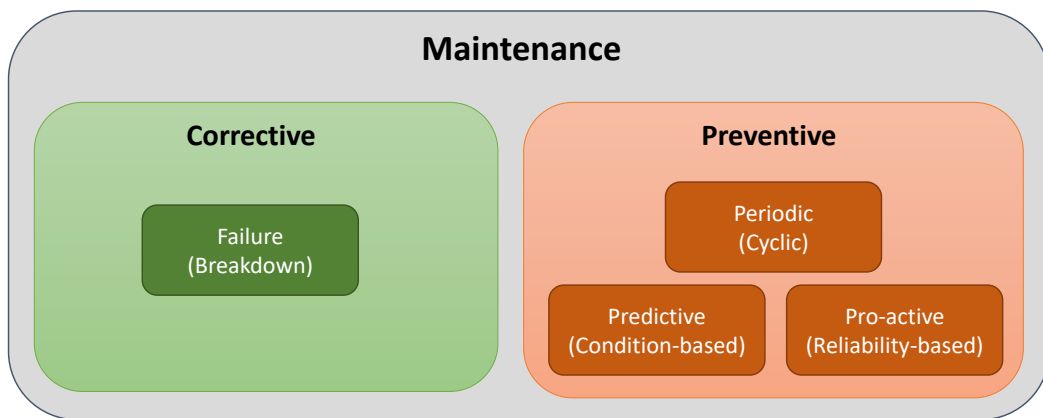 Maintenance
Corrective
Failure
(Breakdown)
Preventive
Periodic
(Cyclic)
Predictive
(Condition-based)
Pro-active
(Reliability-based)